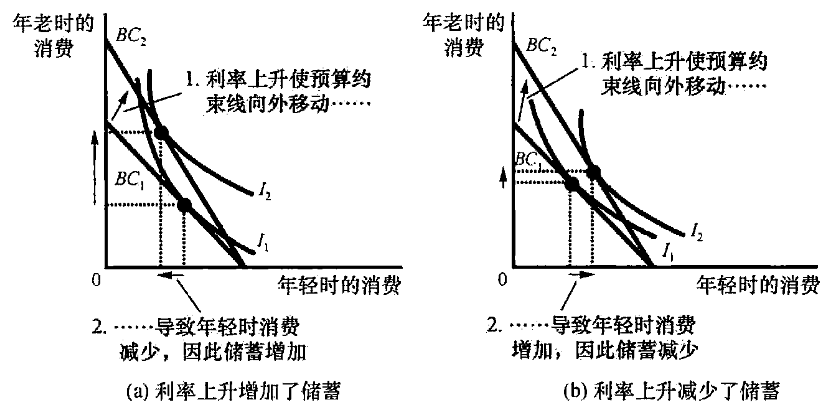 年老时的
消费
BC₂
1. 利率上升使预算约
束线向外移动……
BC₁
I₂
I₁
0
年轻时的消费
2. ……导致年轻时消费
减少，因此储蓄增加
(a) 利率上升增加了储蓄
年老时的
消费
BC₂
1. 利率上升使预算约
束线向外移动……
BC₁
I₂
I₁
0
年轻时的消费
2. ……导致年轻时消费
增加，因此储蓄减少
(b) 利率上升减少了储蓄